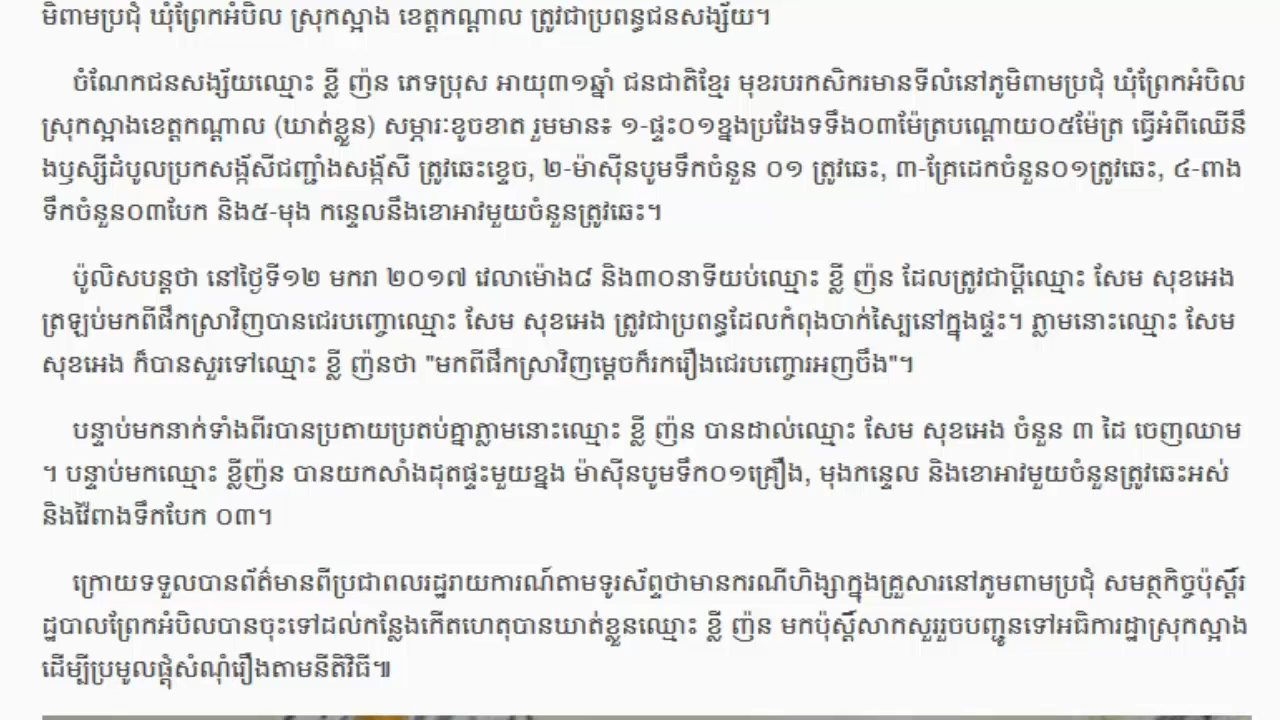 មិពាមប្រជុំ ឃុំព្រែកអំបិល ស្រុកស្អាង ខេត្តកណ្តាល ត្រូវជាប្រពន្ធជនសង្ស័យ។
ចំណែកជនសង្ស័យឈ្មោះ ខ្លី ញ៉ន ភេទប្រុស អាយុ៣១ឆ្នាំ ជនជាតិខ្មែរ មុខរបរកសិករមានទីលំនៅភូមិពាមប្រជុំ ឃុំព្រែកអំបិល
ស្រុកស្អាងខេត្តកណ្តាល (ឃាត់ខ្លួន) សម្ភារៈខូចខាត រួមមាន៖ ១-ផ្ទះ០១ខ្នងប្រវែងទទឹង០៣ម៉ែត្របណ្តោយ០៥ម៉ែត្រ ធ្វើអំពីឈើនឹ
ងឫស្សីដំបូលប្រកសង្ក័សីជញ្ជាំងសង្ក័សី ត្រូវឆេះខ្ទេច, ២-ម៉ាស៊ីនបូមទឹកចំនួន ០១ ត្រូវឆេះ, ៣-គ្រែដេកចំនួន០១ត្រូវឆេះ, ៤-ពាង
ទឹកចំនួន០៣បែក និង៥-មុង កន្ទេលនឹងខោអាវមួយចំនួនត្រូវឆេះ។
ប៉ូលិសបន្តថា នៅថ្ងៃទី១២ មករា ២០១៧ វេលាម៉ោង៨ និង៣០នាទីយប់ឈ្មោះ ខ្លី ញ៉ន ដែលត្រូវជាប្តីឈ្មោះ សែម សុខអេង
ត្រឡប់មកពីផឹកស្រាវិញបានជេរបញ្ចោឈ្មោះ សែម សុខអេង ត្រូវជាប្រពន្ធដែលកំពុងចាក់ស្បៃនៅក្នុងផ្ទះ។ ភ្លាមនោះឈ្មោះ សែម
សុខអេង ក៏បានសួរទៅឈ្មោះ ខ្លី ញ៉នថា "មកពីផឹកស្រាវិញម្តេចក៏រករឿងជេរបញ្ចោរអញចឹង"។
បន្ទាប់មកនាក់ទាំងពីរបានប្រតាយប្រតប់គ្នាភ្លាមនោះឈ្មោះ ខ្លី ញ៉ន បានដាល់ឈ្មោះ សែម សុខអេង ចំនួន ៣ ដៃ ចេញឈាម
។ បន្ទាប់មកឈ្មោះ ខ្លីញ៉ន បានយកសាំងដុតផ្ទះមួយខ្នង ម៉ាស៊ីនបូមទឹក០១គ្រឿង, មុងកន្ទេល និងខោអាវមួយចំនួនត្រូវឆេះអស់
និងវ៉ៃពាងទឹកបែក ០៣។
ក្រោយទទួលបានព័ត៌មានពីប្រជាពលរដ្ឋរាយការណ៍តាមទូរស័ព្ទថាមានករណីហិង្សាក្នុងគ្រួសារនៅភូមពាមប្រជុំ សមត្ថកិច្ចប៉ុស្តិ៍រ
ដ្ឋបាលព្រែកអំបិលបានចុះទៅដល់កន្លែងកើតហេតុបានឃាត់ខ្លួនឈ្មោះ ខ្លី ញ៉ន មកប៉ុស្តិ៍សាកសួររួចបញ្ជូនទៅអធិការដ្ឋាស្រុកស្អាង
ដើម្បីប្រមូលផ្តុំសំណុំរឿងតាមនីតិវិធី៕